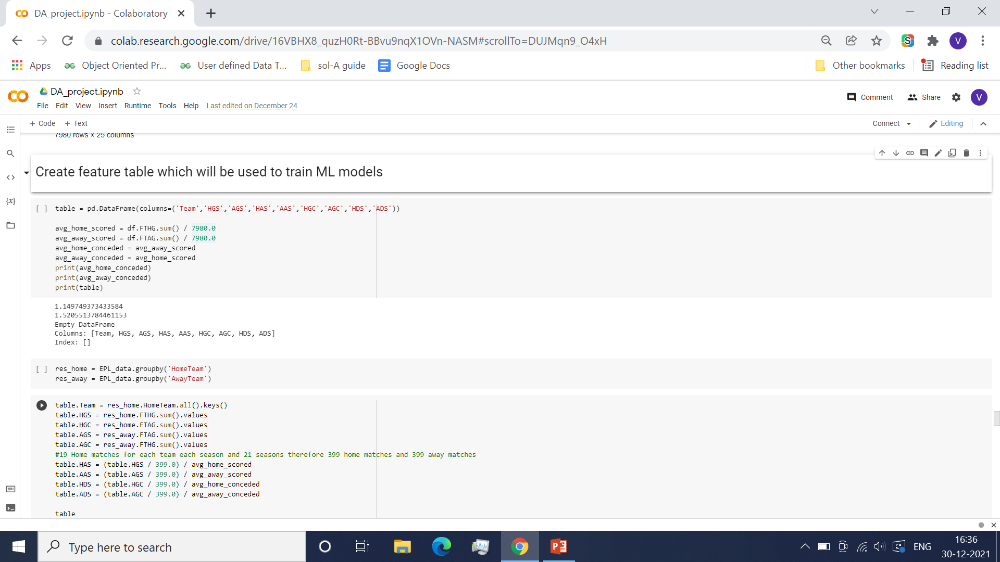 DA_project.ipynb - Colaboratory
colab.research.google.com/drive/16VBHX8_quzH0Rt-BBvu9nqX1OVn-NASM#scrollTo=DUJMqn9_O4xH
V
Apps
Object Oriented Pr...
User defined Data T...
sol-A guide
Google Docs
Other bookmarks
Reading list
DA_project.ipynb
Comment
Share
V
File Edit View Insert Runtime Tools Help Last edited on December 24
+ Code + Text
Connect
Editing
7980 rows × 25 columns
Create feature table which will be used to train ML models
[ ] table = pd.DataFrame(columns=('Team','HGS','AGS','HAS','AAS','HGC','AGC','HDS','ADS'))
avg_home_scored = df.FTHG.sum() / 7980.0
avg_away_scored = df.FTAG.sum() / 7980.0
avg_home_conceded = avg_away_scored
avg_away_conceded = avg_home_scored
print(avg_home_conceded)
print(avg_away_conceded)
print(table)
1.149749373433584
1.5205513784461153
Empty DataFrame
Columns: [Team, HGS, AGS, HAS, AAS, HGC, AGC, HDS, ADS]
Index: []
[ ] res_home = EPL_data.groupby('HomeTeam')
res_away = EPL_data.groupby('AwayTeam')
table.Team = res_home.HomeTeam.all().keys()
table.HGS = res_home.FTHG.sum().values
table.HGC = res_home.FTAG.sum().values
table.AGS = res_away.FTAG.sum().values
table.AGC = res_away.FTHG.sum().values
#19 Home matches for each team each season and 21 seasons therefore 399 home matches and 399 away matches
table.HAS = (table.HGS / 399.0) / avg_home_scored
table.AAS = (table.AGS / 399.0) / avg_away_scored
table.HDS = (table.HGC / 399.0) / avg_home_conceded
table.ADS = (table.AGC / 399.0) / avg_away_conceded
table
Type here to search
ENG
16:36
30-12-2021